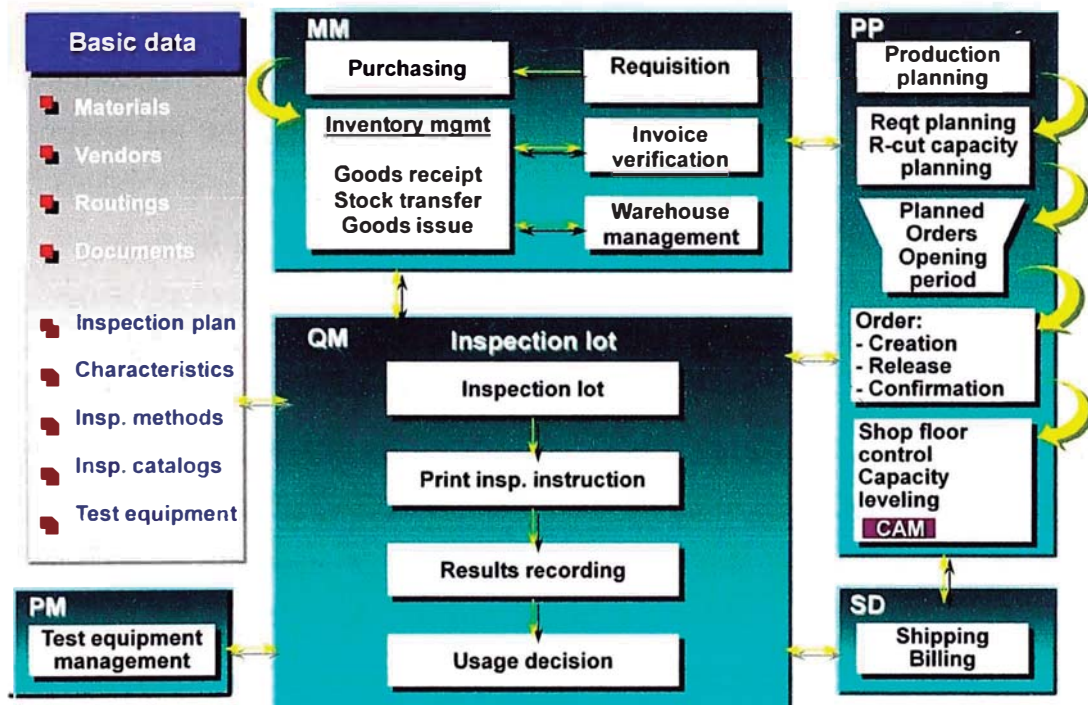 Basic data
Materials
Vendors
Routings
Documents
Inspection plan
Characteristics
Insp. methods
Insp. catalogs
Test equipment
MM
Purchasing
Requisition
Inventory mgmt
Goods receipt
Stock transfer
Goods issue
Invoice
verification
Warehouse
management
PP
Production
planning
Reqt planning
R-cut capacity
planning
Planned
Orders
Opening
period
Order:
- Creation
- Release
- Confirmation
Shop floor
control
Capacity
leveling
CAM
QM
Inspection lot
Inspection lot
Print insp. instruction
Results recording
Usage decision
PM
Test equipment
management
SD
Shipping
Billing